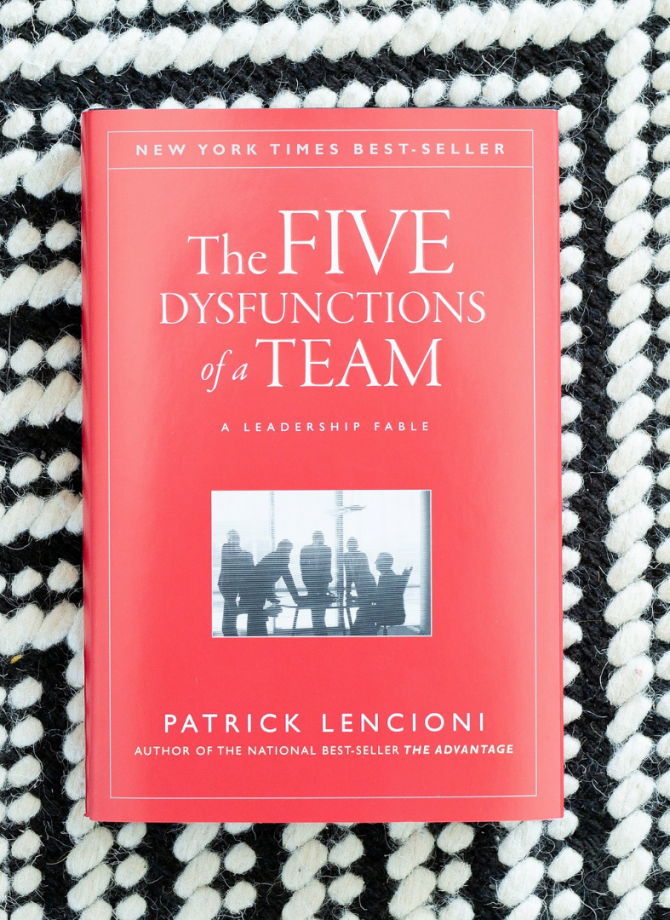 NEW YORK TIMES BEST-SELLER
The FIVE
DYSFUNCTIONS
of a TEAM
A LEADERSHIP FABLE
PATRICK LENCIONI
AUTHOR OF THE NATIONAL BEST-SELLER THE ADVANTAGE